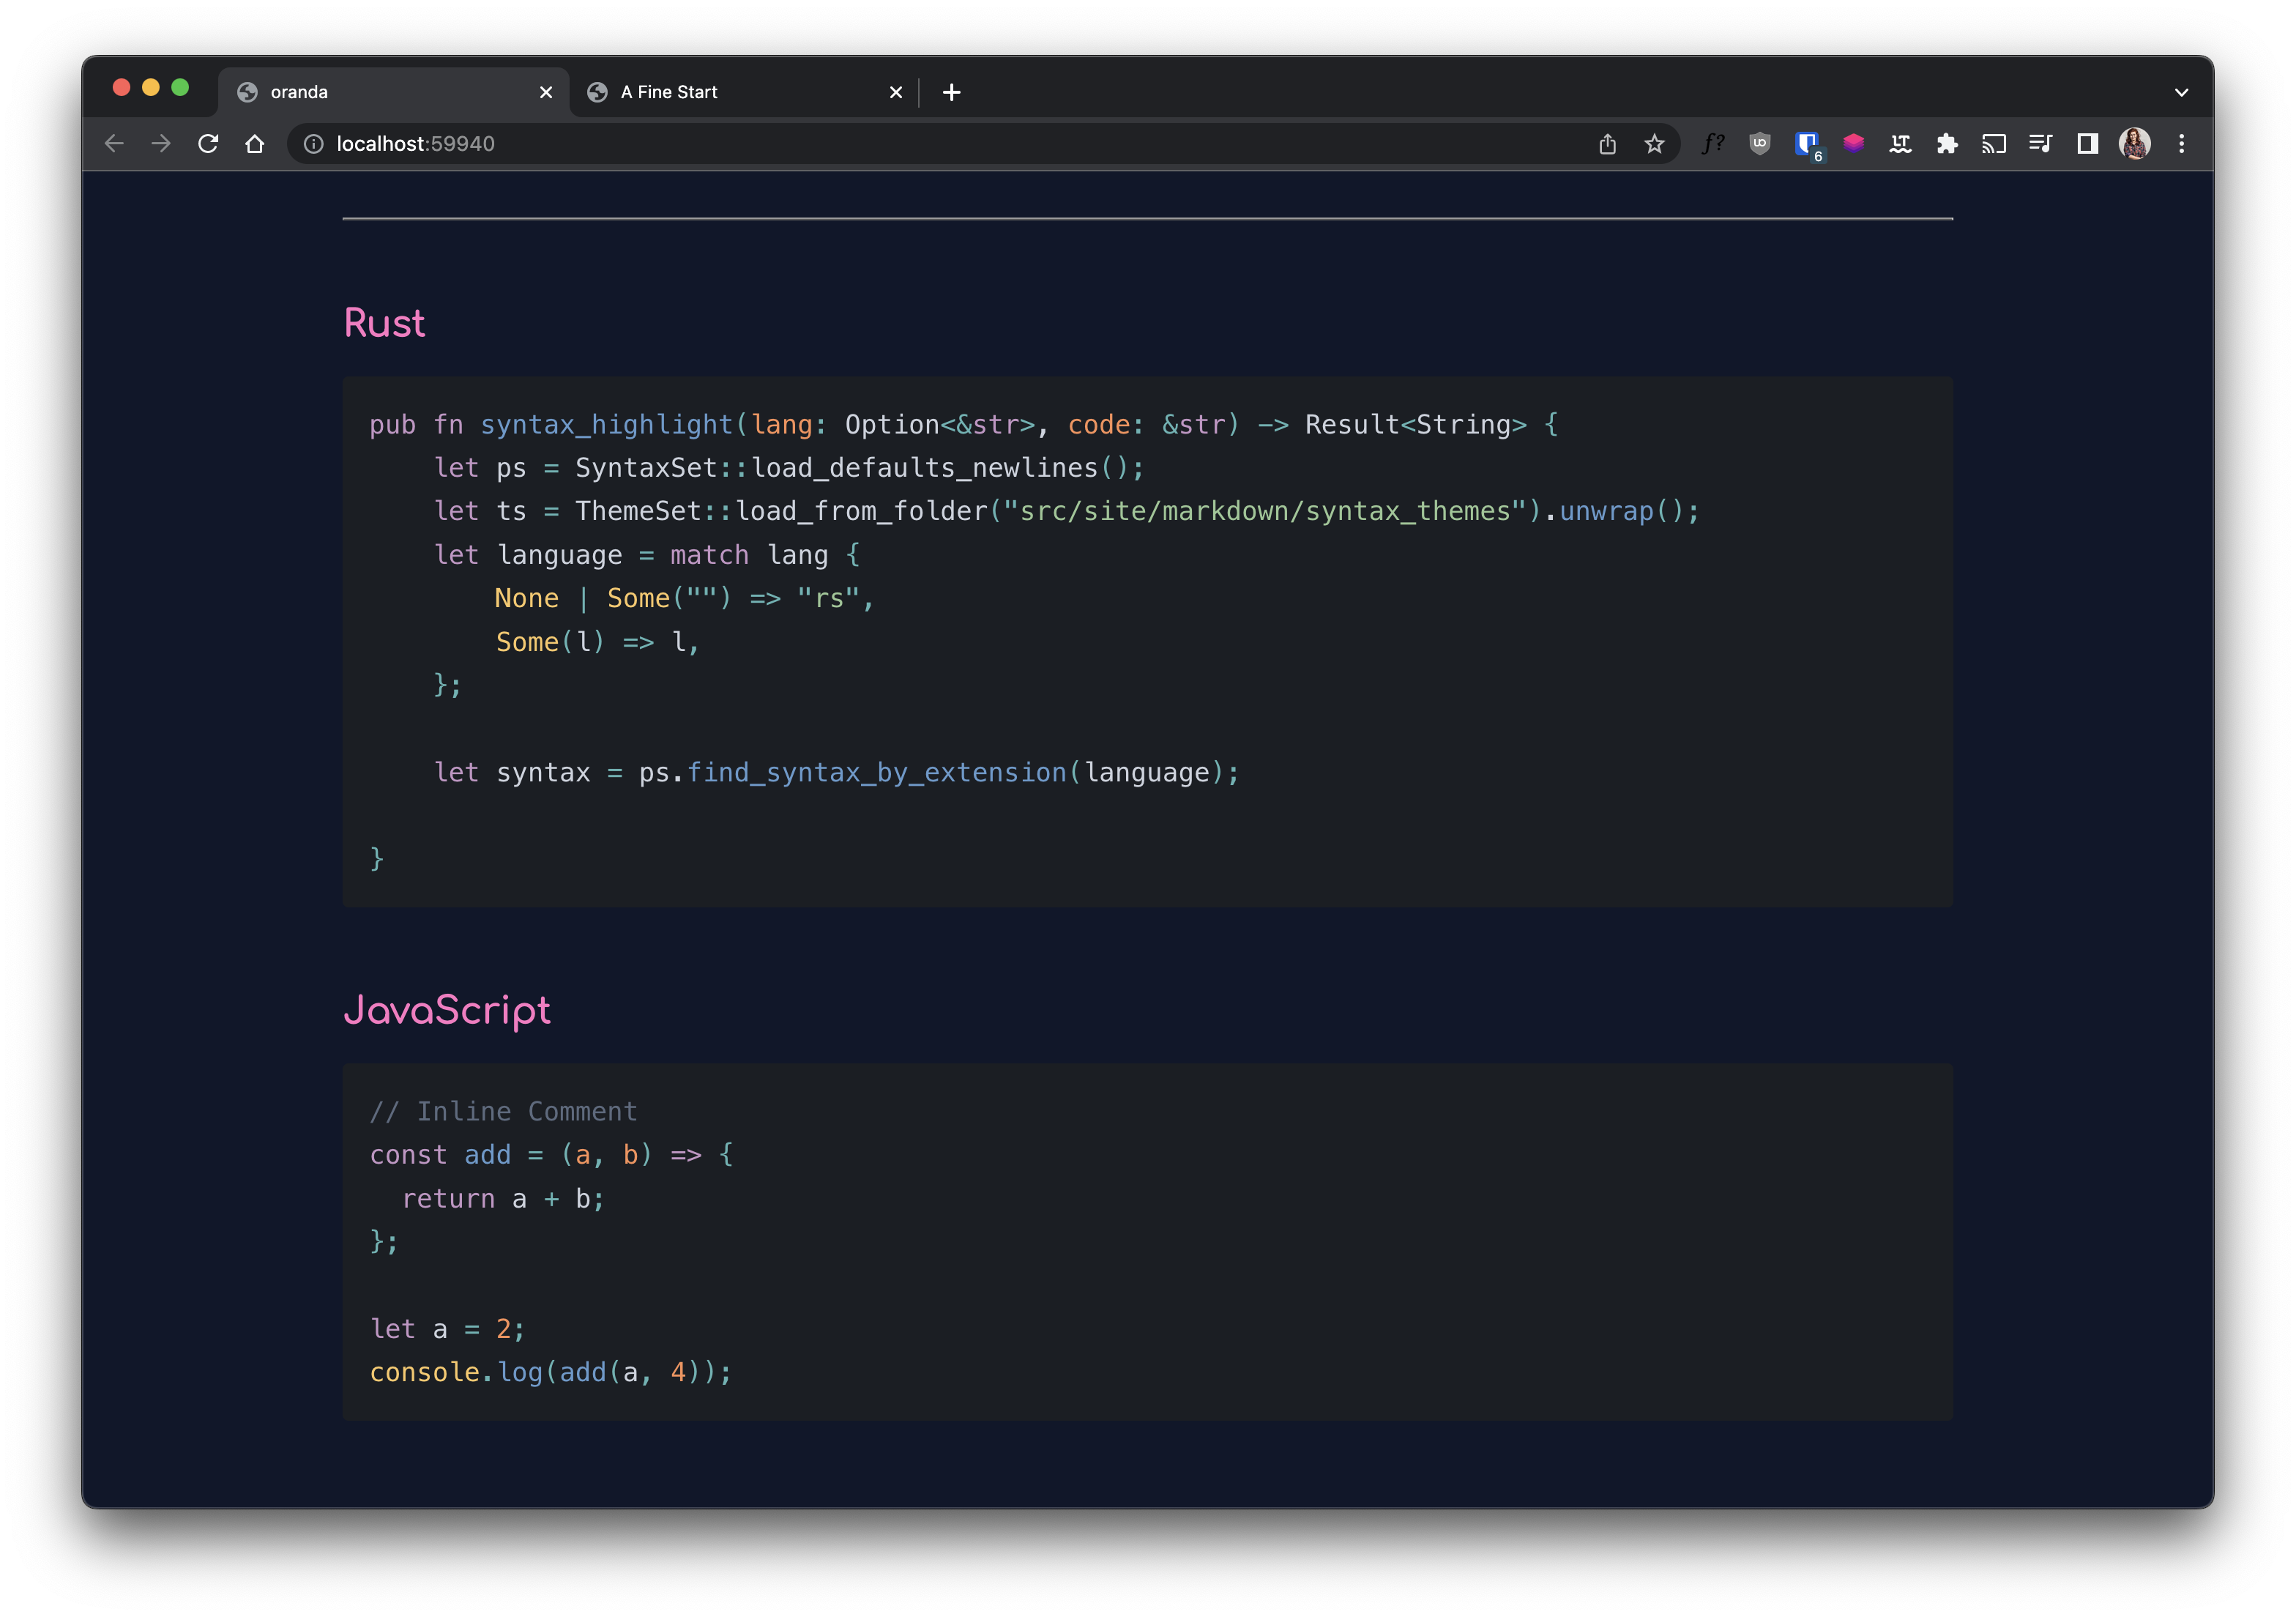 oranda
A Fine Start
localhost:59940
f?
6
Rust
pub fn syntax_highlight(lang: Option<&str>, code: &str) -> Result<String> {
    let ps = SyntaxSet::load_defaults_newlines();
    let ts = ThemeSet::load_from_folder("src/site/markdown/syntax_themes").unwrap();
    let language = match lang {
        None | Some("") => "rs",
        Some(l) => l,
    };
    let syntax = ps.find_syntax_by_extension(language);
}
JavaScript
// Inline Comment
const add = (a, b) => {
  return a + b;
};
let a = 2;
console.log(add(a, 4));